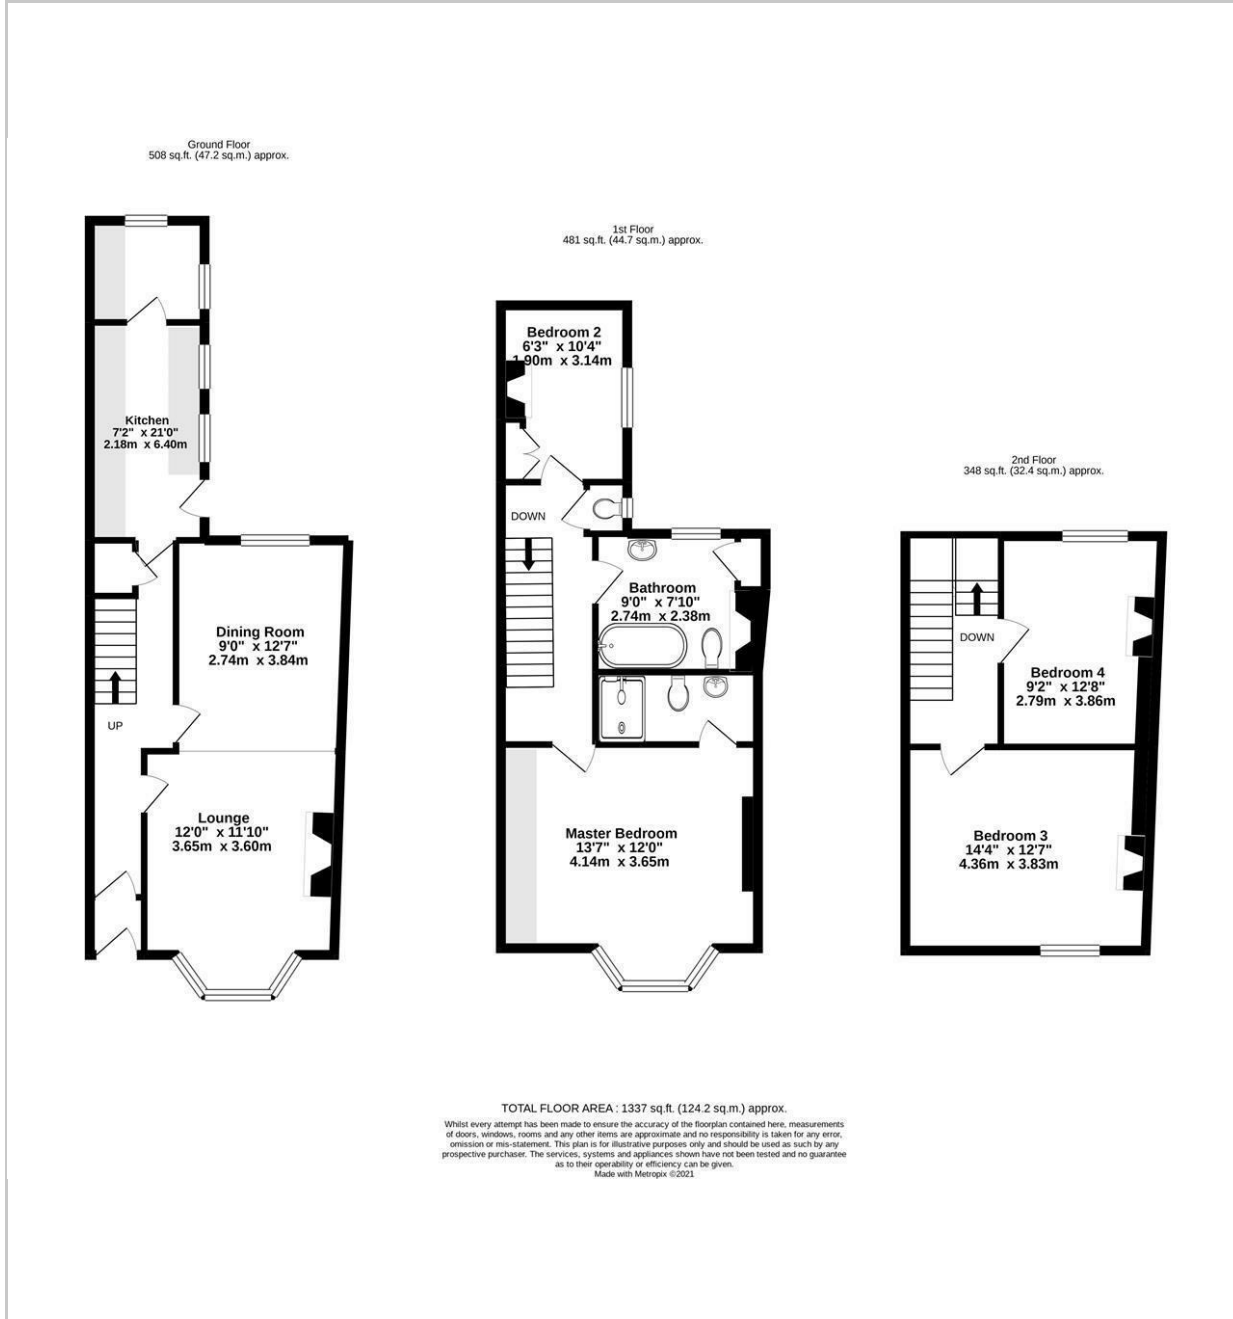 Ground Floor
508 sq.ft. (47.2 sq.m.) approx.
Kitchen
7'2" x 21'0"
2.18m x 6.40m
Dining Room
9'0" x 12'7"
2.74m x 3.84m
UP
Lounge
12'0" x 11'10"
3.65m x 3.60m
1st Floor
481 sq.ft. (44.7 sq.m.) approx.
Bedroom 2
6'3" x 10'4"
1.90m x 3.14m
DOWN
Bathroom
9'0" x 7'10"
2.74m x 2.38m
Master Bedroom
13'7" x 12'0"
4.14m x 3.65m
2nd Floor
348 sq.ft. (32.4 sq.m.) approx.
DOWN
Bedroom 4
9'2" x 12'8"
2.79m x 3.86m
Bedroom 3
14'4" x 12'7"
4.36m x 3.83m
TOTAL FLOOR AREA : 1337 sq.ft. (124.2 sq.m.) approx.
Whilst every attempt has been made to ensure the accuracy of the floorplan contained here, measurements
of doors, windows, rooms and any other items are approximate and no responsibility is taken for any error,
omission or mis-statement. This plan is for illustrative purposes only and should be used as such by any
prospective purchaser. The services, systems and appliances shown have not been tested and no guarantee
as to their operability or efficiency can be given.
Made with Metropix ©2021